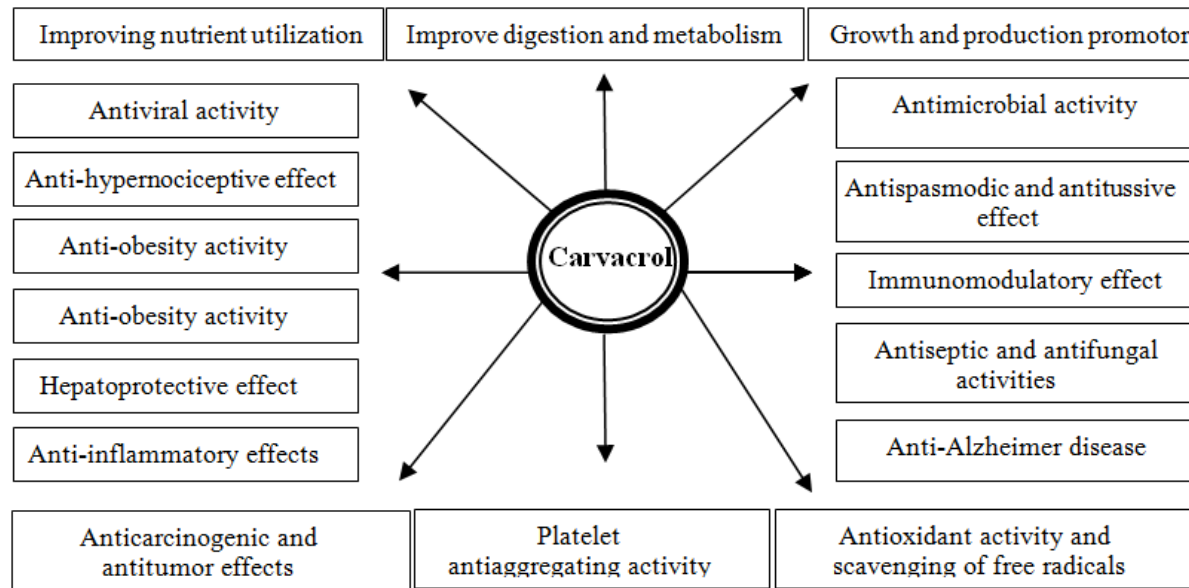 Improving nutrient utilization
Improve digestion and metabolism
Growth and production promotor
Antiviral activity
Anti-hypernociceptive effect
Anti-obesity activity
Anti-obesity activity
Hepatoprotective effect
Anti-inflammatory effects
Carvacrol
Antimicrobial activity
Antispasmodic and antitussive
effect
Immunomodulatory effect
Antiseptic and antifungal
activities
Anti-Alzheimer disease
Anticarcinogenic and
antitumor effects
Platelet
antiaggregating activity
Antioxidant activity and
scavenging of free radicals